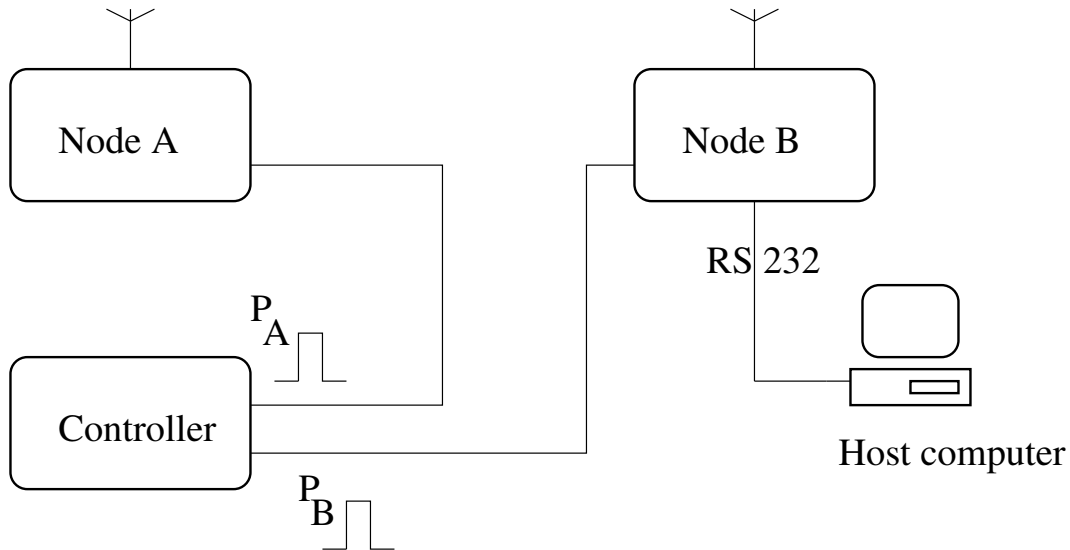 Node A
Node B
RS 232
P A
Controller
Host computer
P B